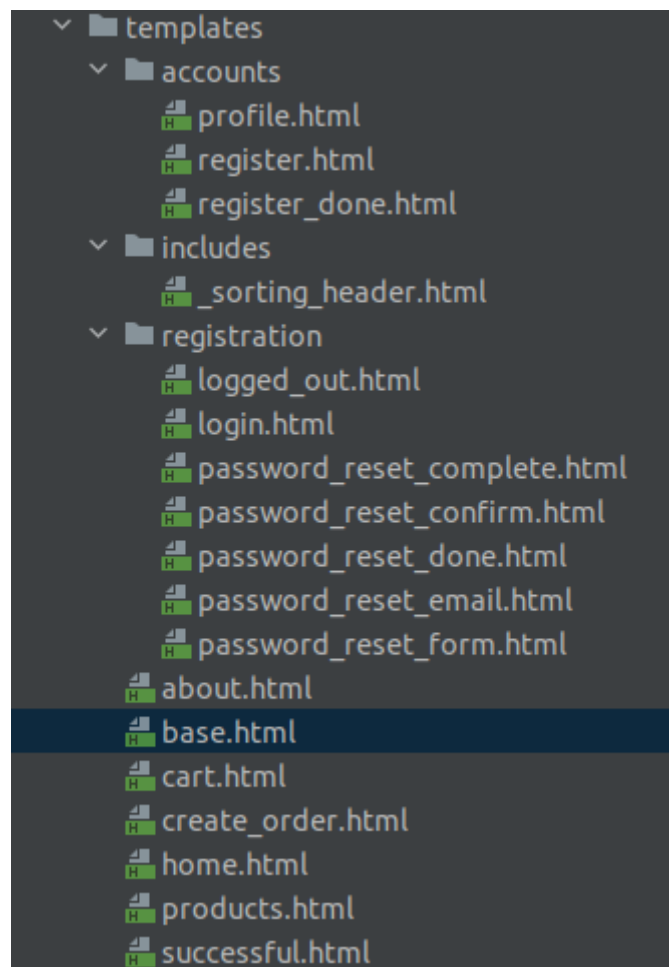 templates
accounts
profile.html
register.html
register_done.html
includes
_sorting_header.html
registration
logged_out.html
login.html
password_reset_complete.html
password_reset_confirm.html
password_reset_done.html
password_reset_email.html
password_reset_form.html
about.html
base.html
cart.html
create_order.html
home.html
products.html
successful.html